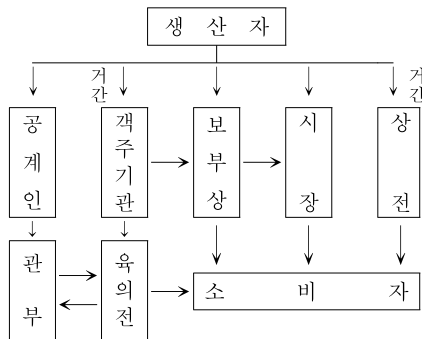 생 산 자
거간
거간
공계인
객주기관
보부상
시장
상전
관부
육의전
소 비 자